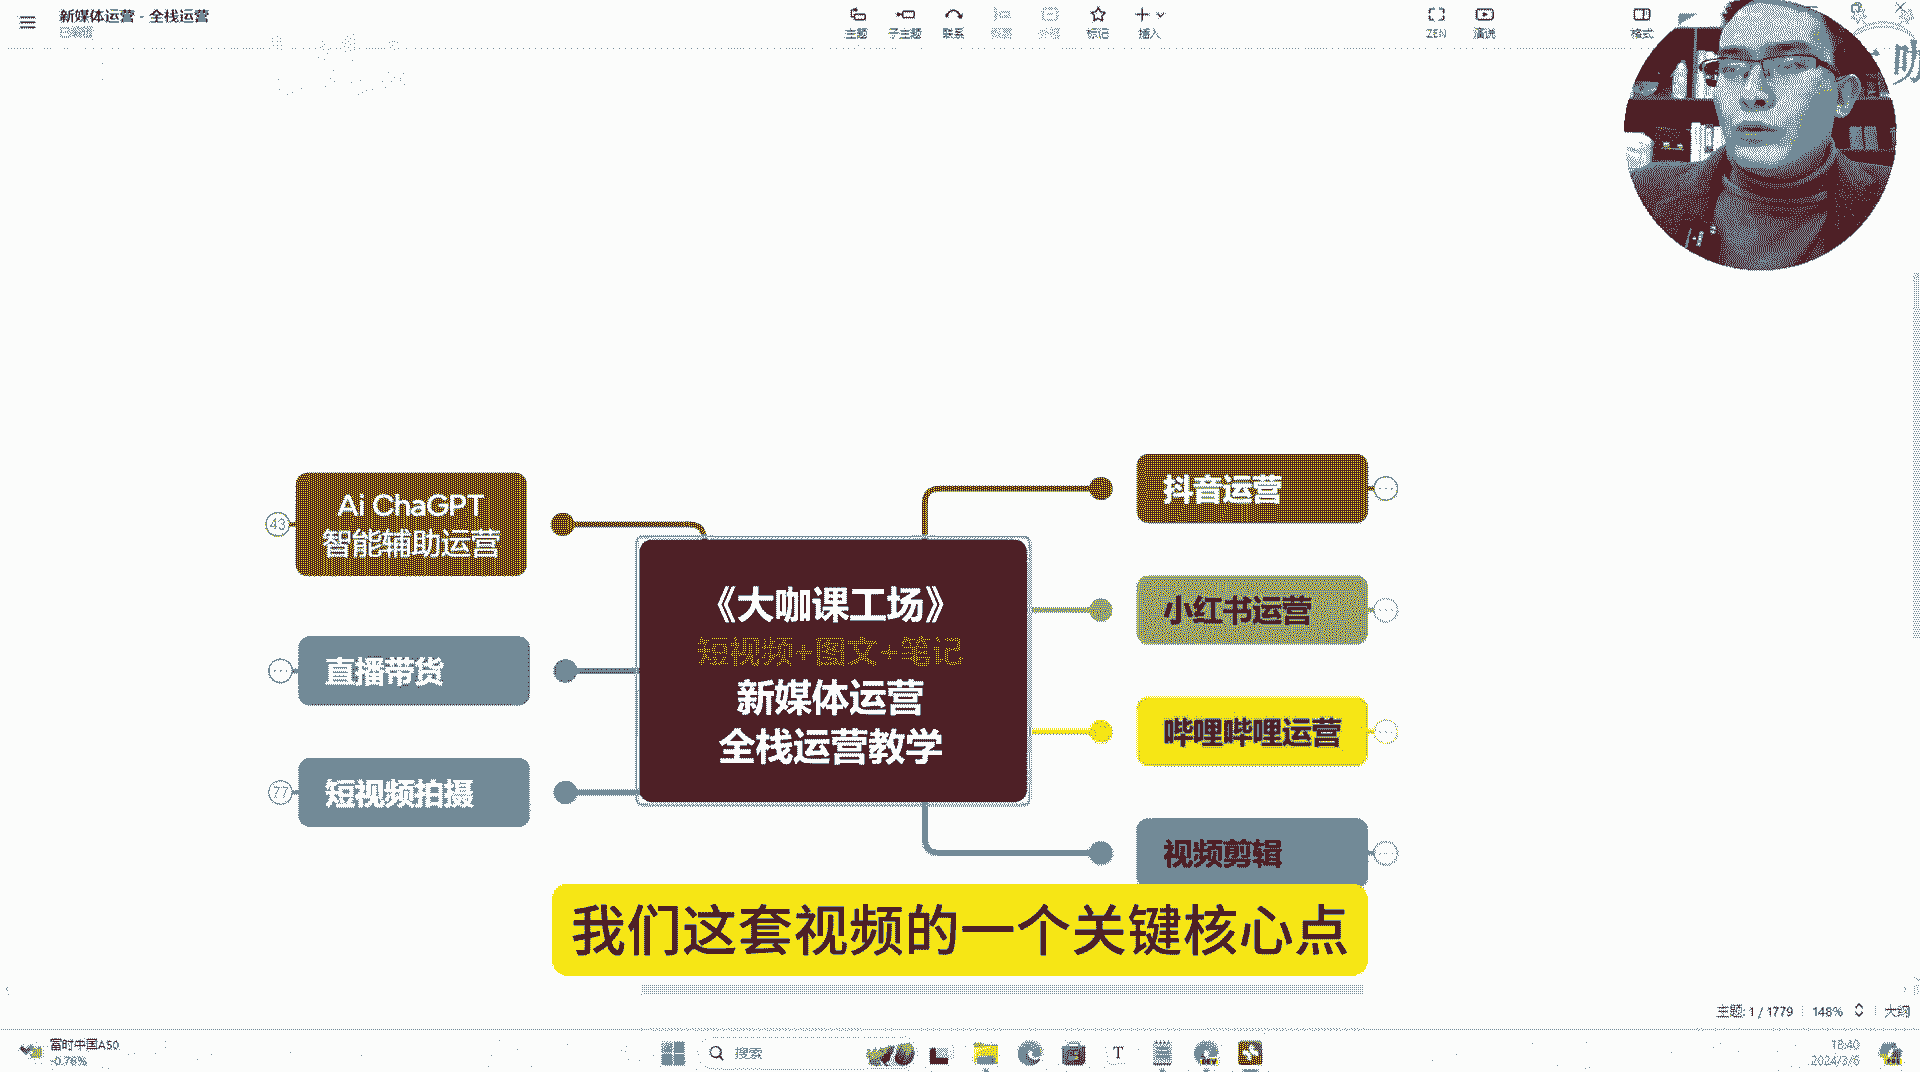 新媒体运营 - 全栈运营
已编辑
主题
子主题
联系
概要
外框
标记
插入
ZEN
演说
格式
咖
43
Ai ChaGPT
智能辅助运营
直播带货
77
短视频拍摄
《大咖课工场》
短视频+图文+笔记
新媒体运营
全栈运营教学
抖音运营
小红书运营
哔哩哔哩运营
视频剪辑
我们这套视频的一个关键核心点
主题: 1 / 1779
148%
大纲
富时中国A50
-0.76%
搜索
T
DEV
18:40
2024/3/6